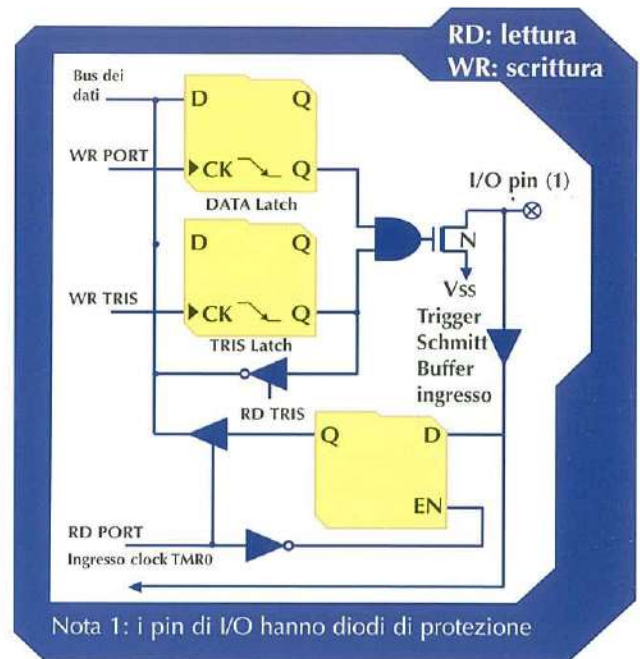 RD: lettura
WR: scrittura
Bus dei
dati
D
Q
WR PORT
CK
Q
DATA Latch
I/O pin (1)
D
Q
N
WR TRIS
CK
Q
TRIS Latch
Vss
Trigger
Schmitt
Buffer
ingresso
RD TRIS
Q
D
EN
RD PORT
Ingresso clock TMR0
Nota 1: i pin di I/O hanno diodi di protezione